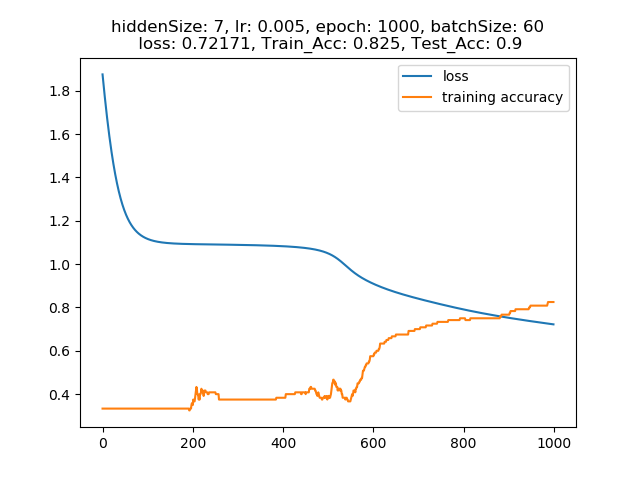 hiddenSize: 7, lr: 0.005, epoch: 1000, batchSize: 60
loss: 0.72171, Train_Acc: 0.825, Test_Acc: 0.9
loss
training accuracy
1.8
1.6
1.4
1.2
1.0
0.8
0.6
0.4
0 200 400 600 800 1000